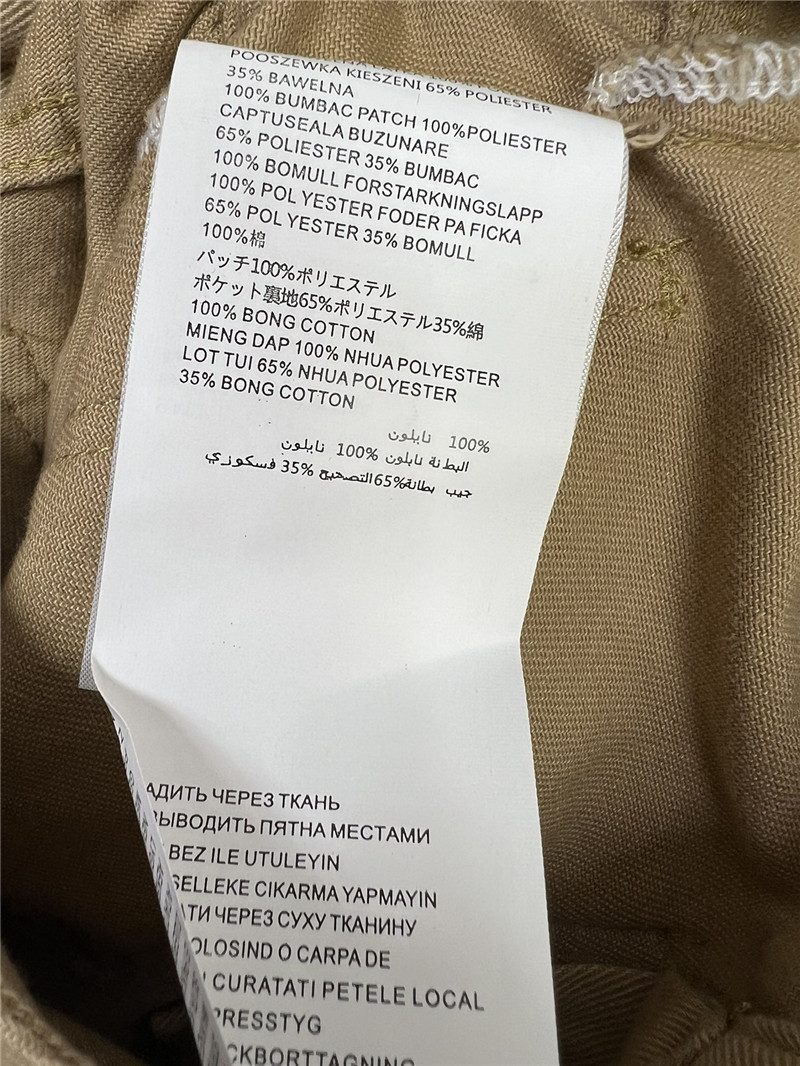 POOSZEWKA KIESZENI 65% POLIESTER
35% BAWELNA
100% BUMBAC PATCH 100%POLIESTER
CAPTUSEALA BUZUNARE
65% POLIESTER 35% BUMBAC
100% BOMULL FORSTARKNINGSLAPP
100% POLYESTER FODER PA FICKA
65% POLYESTER 35% BOMULL
100%棉
パッチ100%ポリエステル
ポケット裏地65%ポリエステル35%綿
100% BONG COTTON
MIENG DAP 100% NHUA POLYESTER
LOT TUI 65% NHUA POLYESTER
35% BONG COTTON
100% نايلون
البطانة نايلون 100% نايلون
جيب بطانة65%التصحيح 35% فسكوزي
АДИТЬ ЧЕРЕЗ ТКАНЬ
ВЫВОДИТЬ ПЯТНА МЕСТАМИ
BEZ ILE UTULEYIN
SELLEKE CIKARMA YAPMAYIN
ТИ ЧЕРЕЗ СУХУ ТКАНИНУ
OLOSIND O CARPA DE
CURATATI PETELE LOCAL
PRESSTYG
CKBORTTAGNING